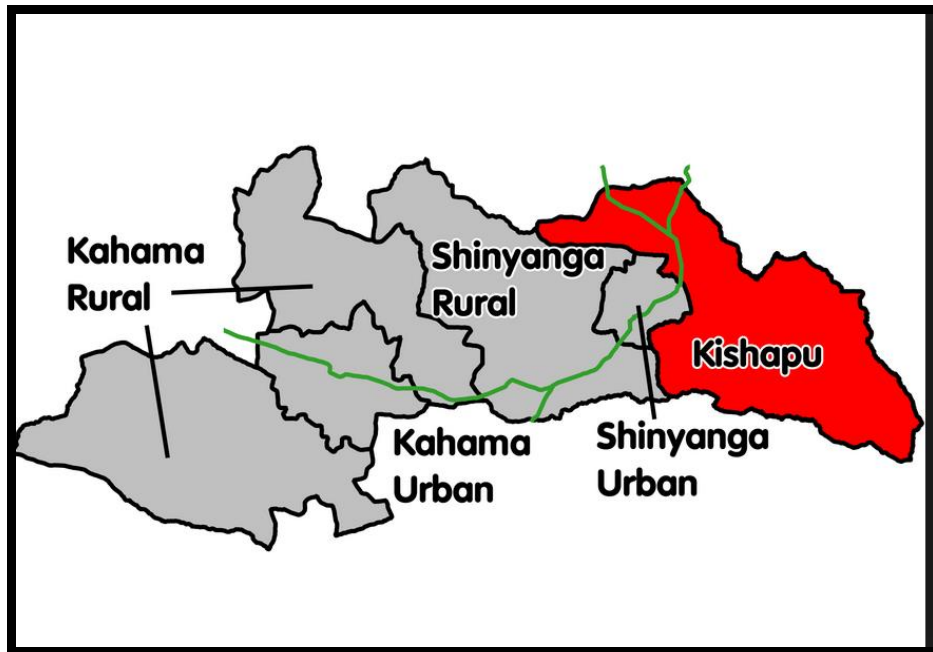 Kahama
Rural
Shinyanga
Rural
Kishapu
Kahama
Urban
Shinyanga
Urban